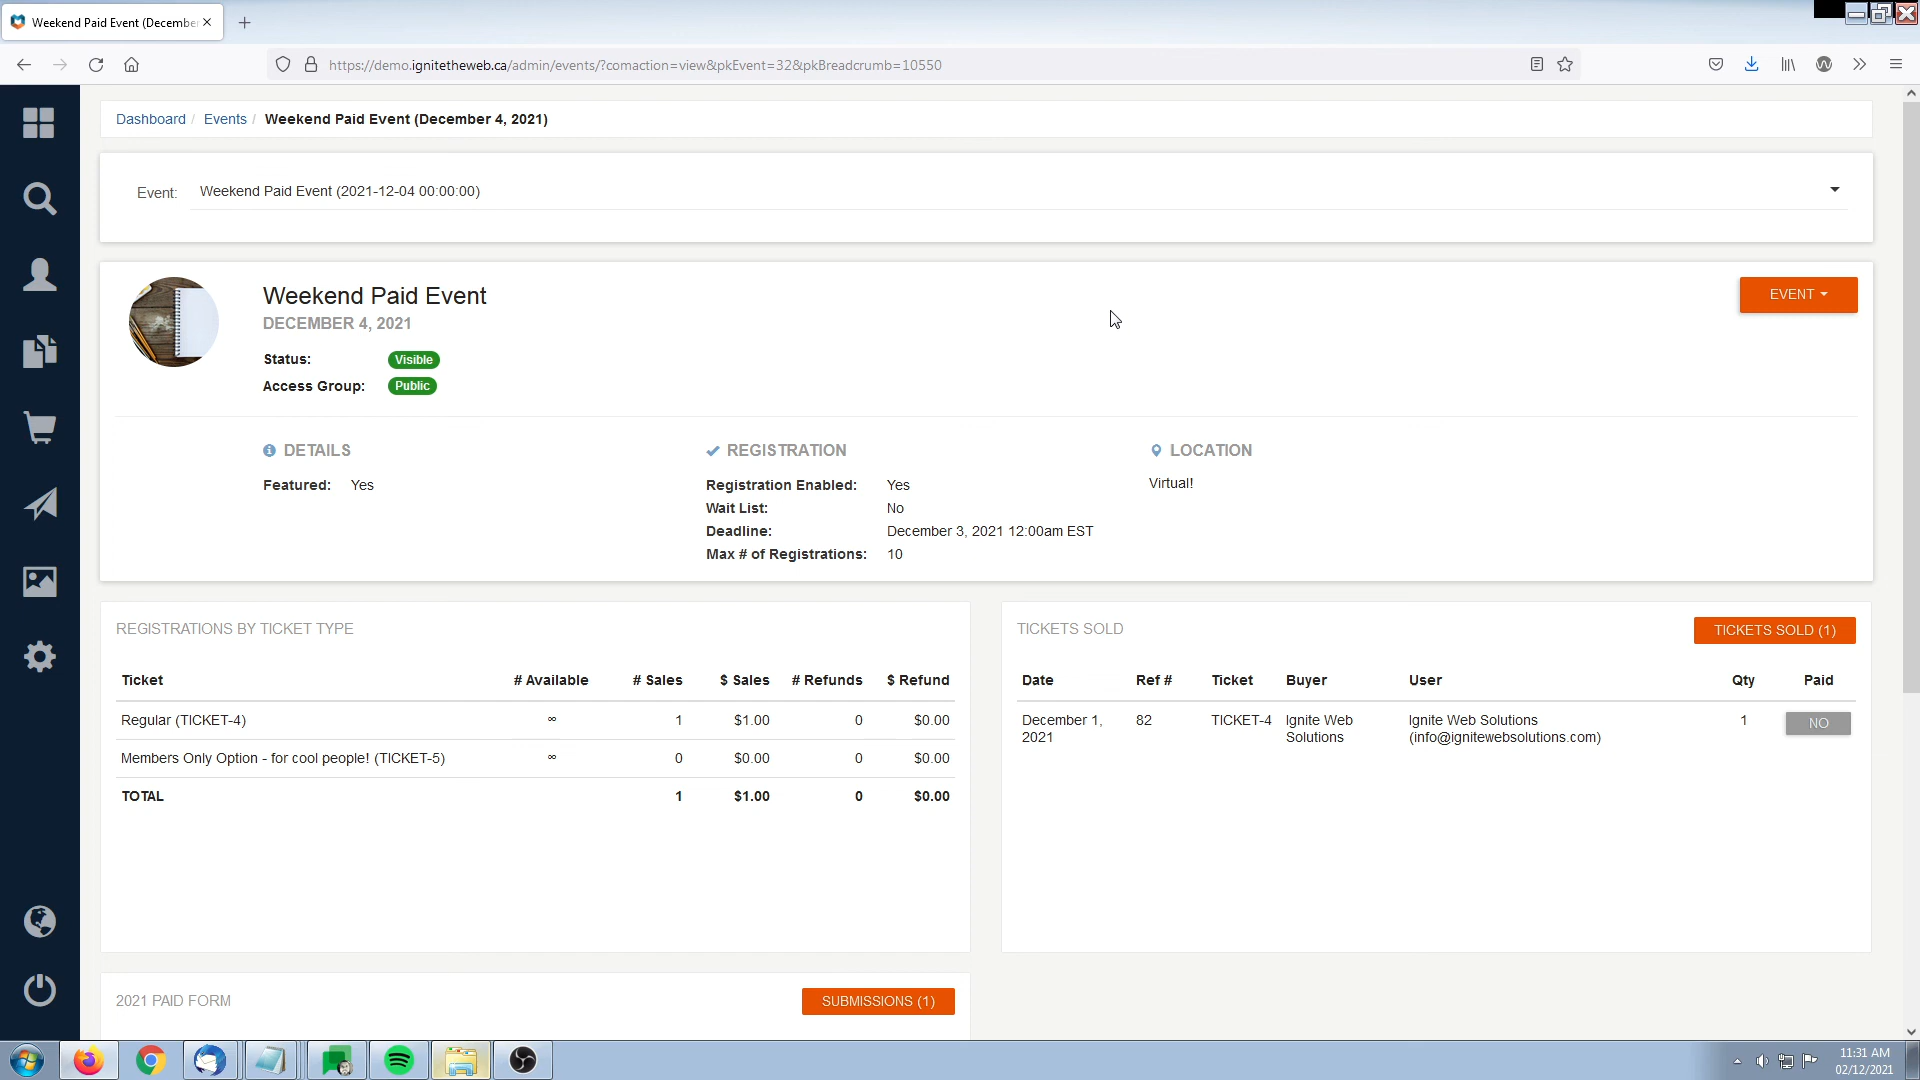 Weekend Paid Event (December
https://demo.ignitetheweb.ca/admin/events/?comaction=view&pkEvent=32&pkBreadcrumb=10550
Dashboard / Events / Weekend Paid Event (December 4, 2021)
Event: Weekend Paid Event (2021-12-04 00:00:00)
Weekend Paid Event
DECEMBER 4, 2021
EVENT
Status: Visible
Access Group: Public
DETAILS
Featured: Yes
REGISTRATION
Registration Enabled: Yes
Wait List: No
Deadline: December 3, 2021 12:00am EST
Max # of Registrations: 10
LOCATION
Virtual!
REGISTRATIONS BY TICKET TYPE
Ticket # Available # Sales $ Sales # Refunds $ Refund
Regular (TICKET-4) ∞ 1 $1.00 0 $0.00
Members Only Option - for cool people! (TICKET-5) ∞ 0 $0.00 0 $0.00
TOTAL 1 $1.00 0 $0.00
TICKETS SOLD
TICKETS SOLD (1)
Date Ref # Ticket Buyer User Qty Paid
December 1, 82 TICKET-4 Ignite Web Ignite Web Solutions 1 NO
2021 Solutions (info@ignitewebsolutions.com)
2021 PAID FORM
SUBMISSIONS (1)
11:31 AM
02/12/2021